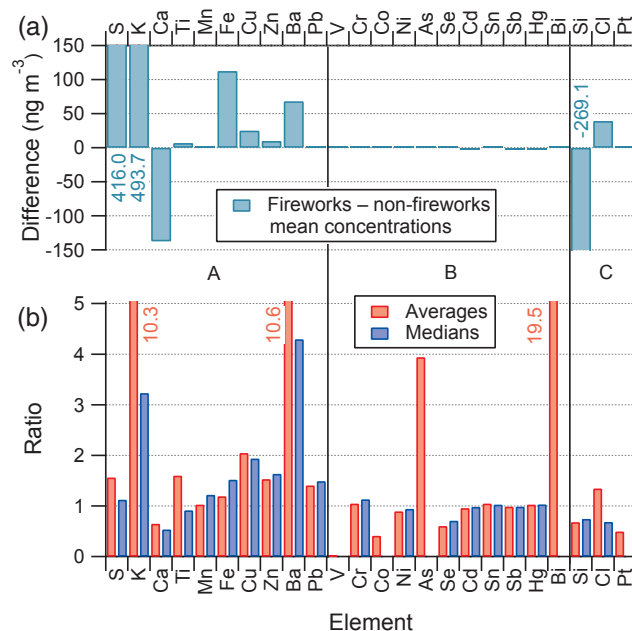 (a)
S K Ca Ti Mn Fe Cu Zn Ba Pb V Cr Co Ni As Se Cd Sn Sb Hg Bi Si Cl Pt
Difference (ng m⁻³)
150
100
50
0
-50
-100
-150
416.0
493.7
-269.1
Fireworks – non-fireworks
mean concentrations
A B C
(b)
Ratio
5
4
3
2
1
0
10.3
10.6
19.5
Averages
Medians
S K Ca Ti Mn Fe Cu Zn Ba Pb V Cr Co Ni As Se Cd Sn Sb Hg Bi Si Cl Pt
Element